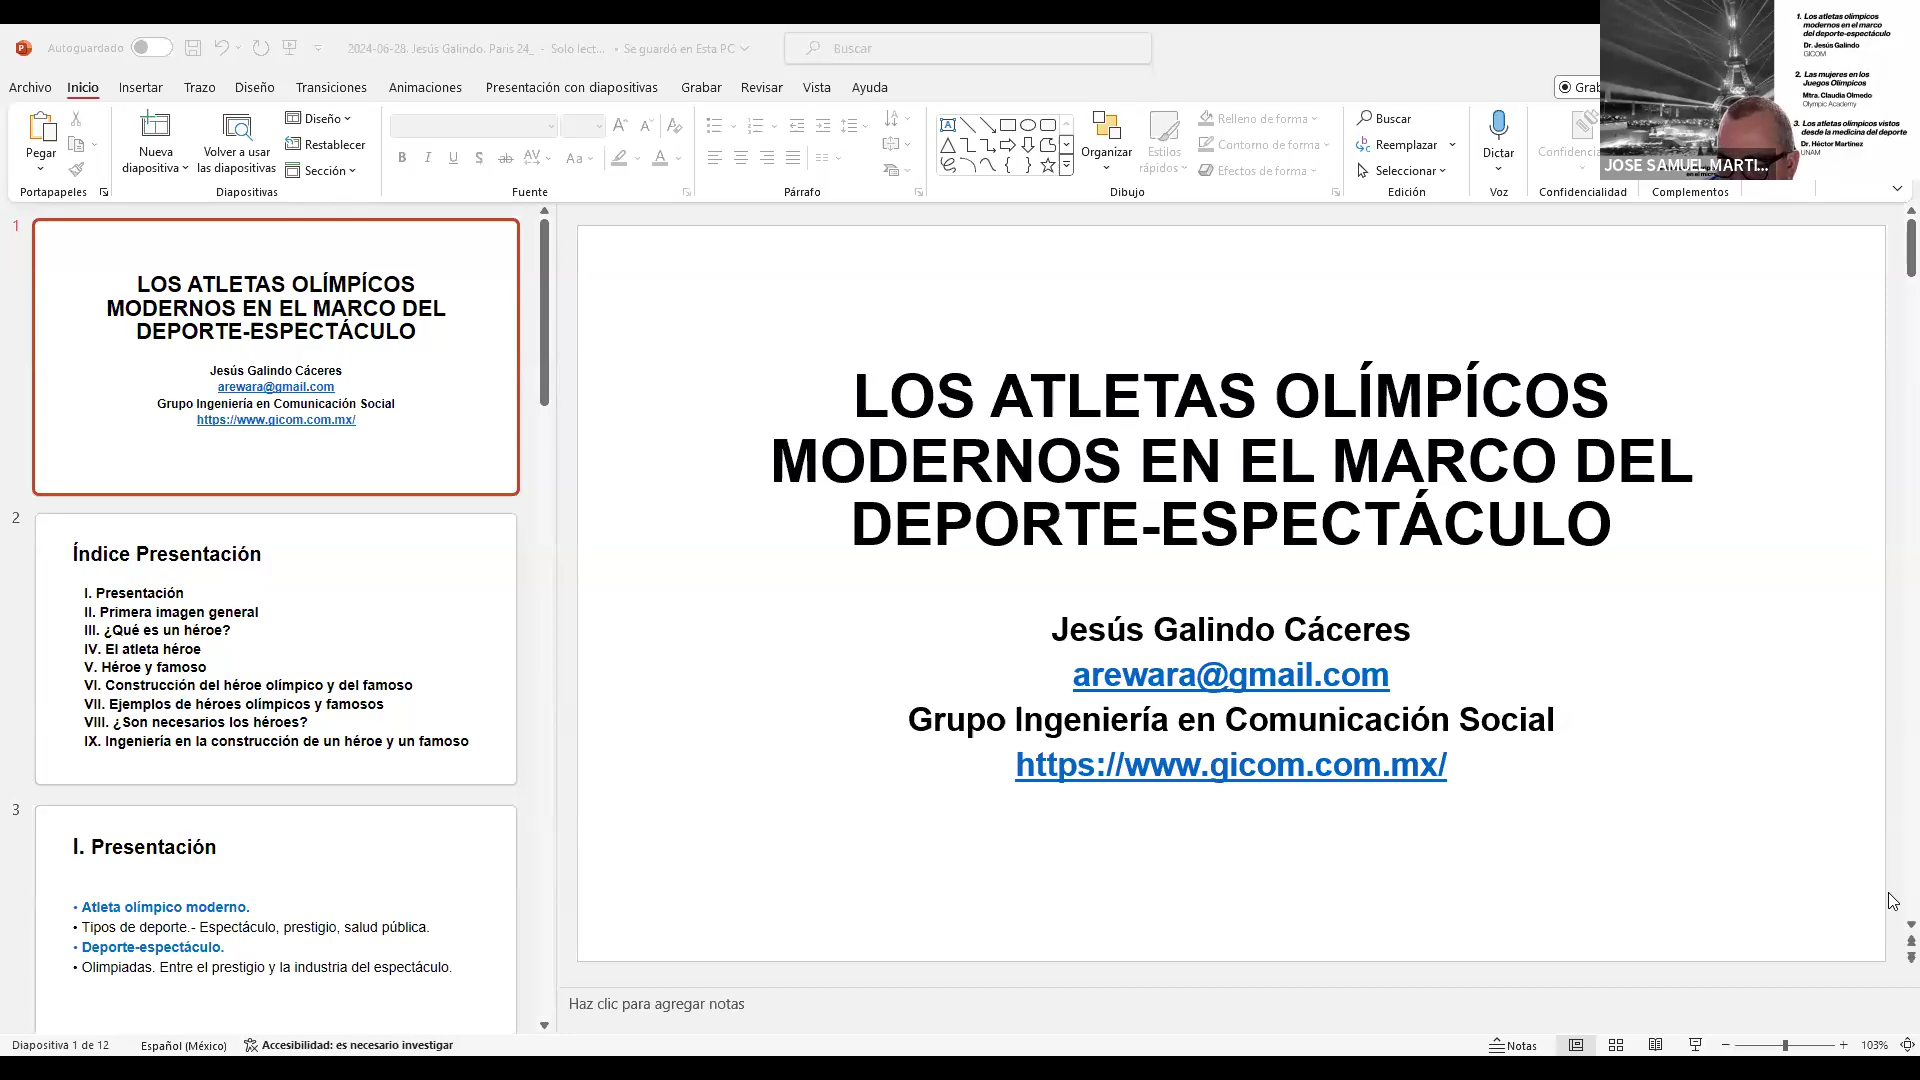 Autoguardado
2024-06-28. Jesús Galindo. Paris 24_ - Solo lect... • Se guardó en Esta PC
Buscar
Archivo
Inicio
Insertar
Trazo
Diseño
Transiciones
Animaciones
Presentación con diapositivas
Grabar
Revisar
Vista
Ayuda
Grab
Pegar
Portapapeles
Nueva diapositiva
Volver a usar las diapositivas
Diseño
Restablecer
Sección
Diapositivas
Fuente
Párrafo
Organizar
Estilos rápidos
Relleno de forma
Contorno de forma
Efectos de forma
Dibujo
Buscar
Reemplazar
Seleccionar
Edición
Dictar
Voz
Confidencia
Confidencialidad
Complementos
1. Los atletas olímpicos
modernos en el marco
del deporte-espectáculo
Dr. Jesús Galindo
GICOM
2. Las mujeres en los
Juegos Olímpicos
Mtra. Claudia Olmedo
Olympic Academy
3. Los atletas olímpicos vistos
desde la medicina del deporte
Dr. Héctor Martínez
UNAM
JOSE SAMUEL MARTI...
1
LOS ATLETAS OLÍMPÍCOS
MODERNOS EN EL MARCO DEL
DEPORTE-ESPECTÁCULO
Jesús Galindo Cáceres
arewara@gmail.com
Grupo Ingeniería en Comunicación Social
https://www.gicom.com.mx/
2
Índice Presentación
I. Presentación
II. Primera imagen general
III. ¿Qué es un héroe?
IV. El atleta héroe
V. Héroe y famoso
VI. Construcción del héroe olímpico y del famoso
VII. Ejemplos de héroes olímpicos y famosos
VIII. ¿Son necesarios los héroes?
IX. Ingeniería en la construcción de un héroe y un famoso
3
I. Presentación
• Atleta olímpico moderno.
• Tipos de deporte.- Espectáculo, prestigio, salud pública.
• Deporte-espectáculo.
• Olimpiadas. Entre el prestigio y la industria del espectáculo.
LOS ATLETAS OLÍMPÍCOS
MODERNOS EN EL MARCO DEL
DEPORTE-ESPECTÁCULO
Jesús Galindo Cáceres
arewara@gmail.com
Grupo Ingeniería en Comunicación Social
https://www.gicom.com.mx/
Haz clic para agregar notas
Diapositiva 1 de 12
Español (México)
Accesibilidad: es necesario investigar
Notas
103%